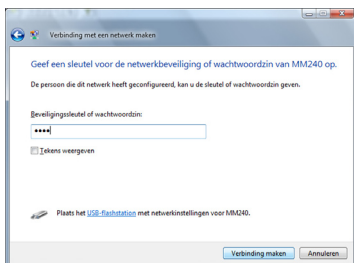 Verbinding met een netwerk maken
Geef een sleutel voor de netwerkbeveiliging of wachtwoordzin van MM240 op.
De persoon die dit netwerk heeft geconfigureerd, kan u de sleutel of wachtwoordzin geven.
Beveiligingssleutel of wachtwoordzin:
••••
Tekens weergeven
Plaats het USB-flashstation met netwerkinstellingen voor MM240.
Verbinding maken Annuleren